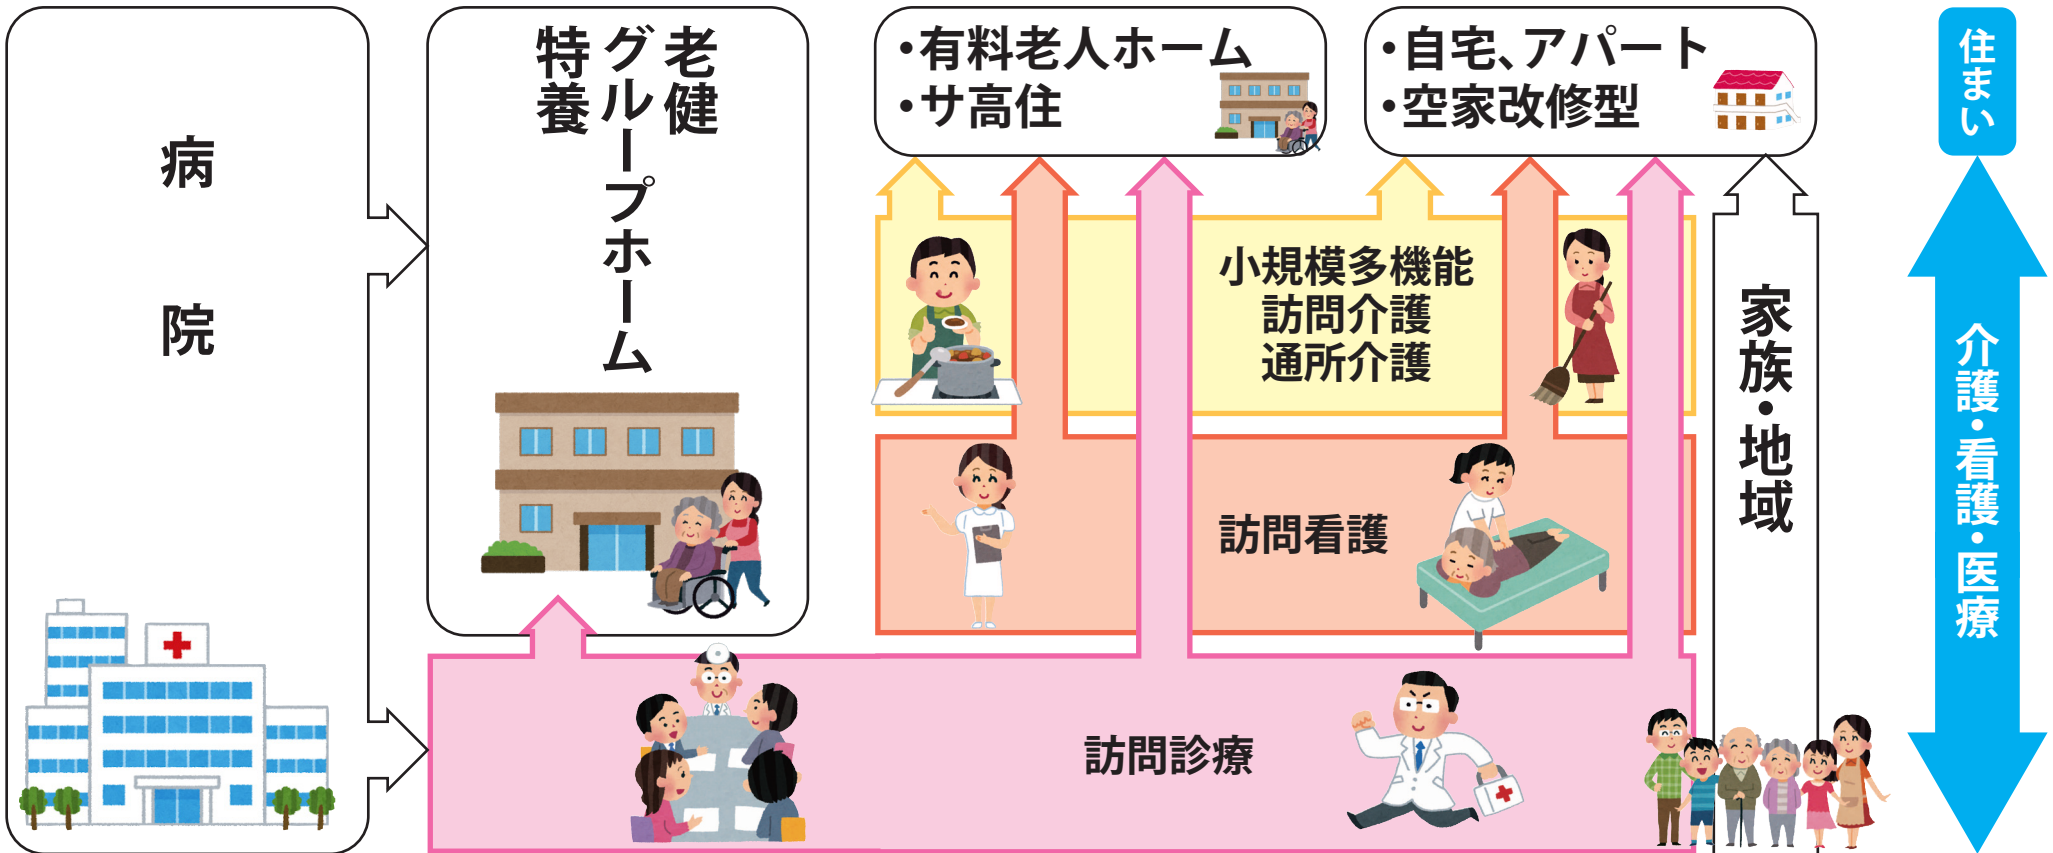 病院
老健
グループホーム
特養
・有料老人ホーム
・サ高住
・自宅、アパート
・空家改修型
住まい
小規模多機能
訪問介護
通所介護
訪問看護
訪問診療
家族・地域
介護・看護・医療